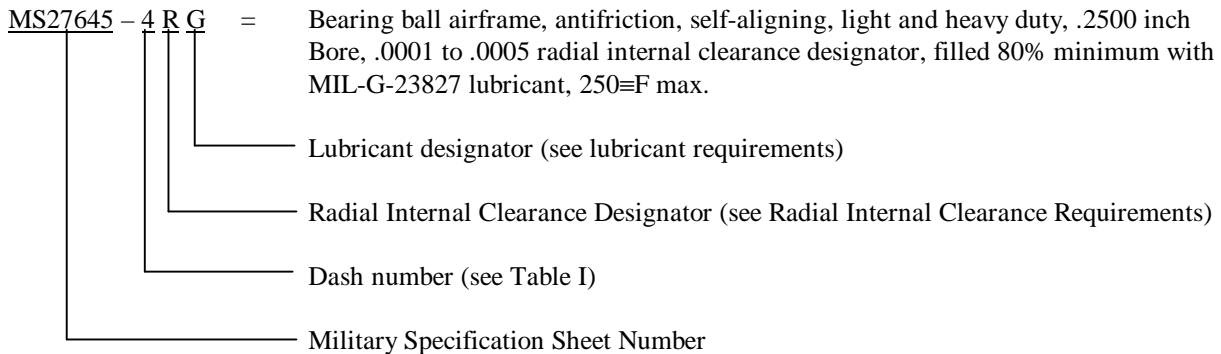 MS27645 – 4 R G = Bearing ball airframe, antifriction, self-aligning, light and heavy duty, .2500 inch
Bore, .0001 to .0005 radial internal clearance designator, filled 80% minimum with
MIL-G-23827 lubricant, 250≡F max.
Lubricant designator (see lubricant requirements)
Radial Internal Clearance Designator (see Radial Internal Clearance Requirements)
Dash number (see Table I)
Military Specification Sheet Number